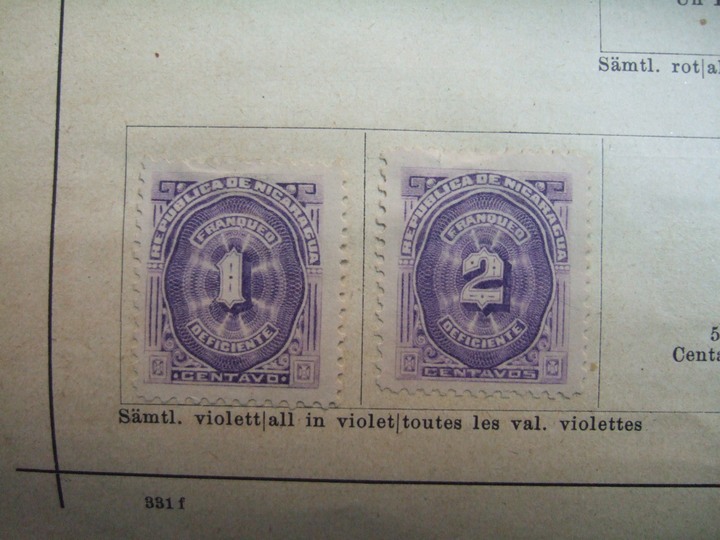 Un
Sämtl. rot|al
REPUBLICA DE NICARAGUA
FRANQUEO
1
DEFICIENTE
CENTAVO
REPUBLICA DE NICARAGUA
FRANQUEO
2
DEFICIENTE
CENTAVOS
5
Centa
Sämtl. violett|all in violet|toutes les val. violettes
331 f